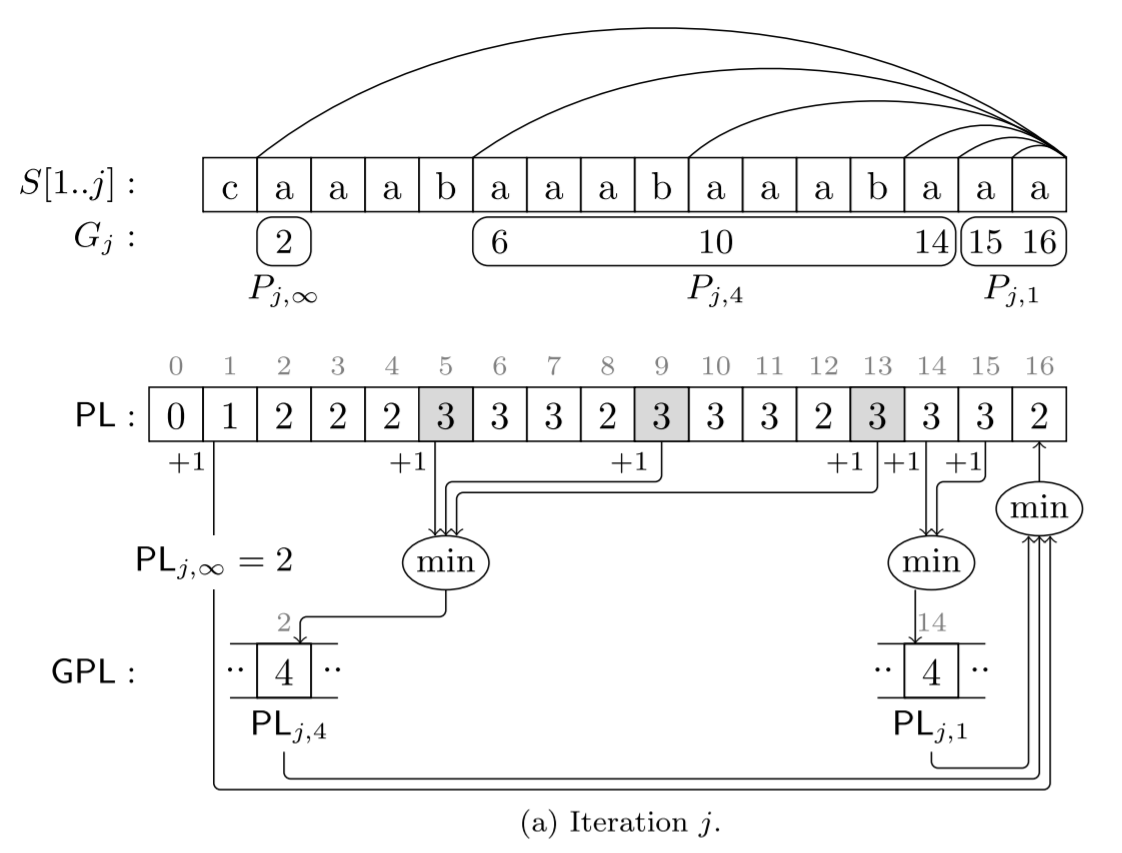 S[1..j] : c a a a b a a a b a a a b a a a
G_j : 2 6 10 14 15 16
P_{j,∞} P_{j,4} P_{j,1}
0 1 2 3 4 5 6 7 8 9 10 11 12 13 14 15 16
PL : 0 1 2 2 2 3 3 3 2 3 3 3 2 3 3 3 2
+1 +1 +1 +1 +1 +1
min
PL_{j,∞} = 2 min min
2 14
GPL : ·· 4 ·· ·· 4 ··
PL_{j,4} PL_{j,1}
(a) Iteration j.